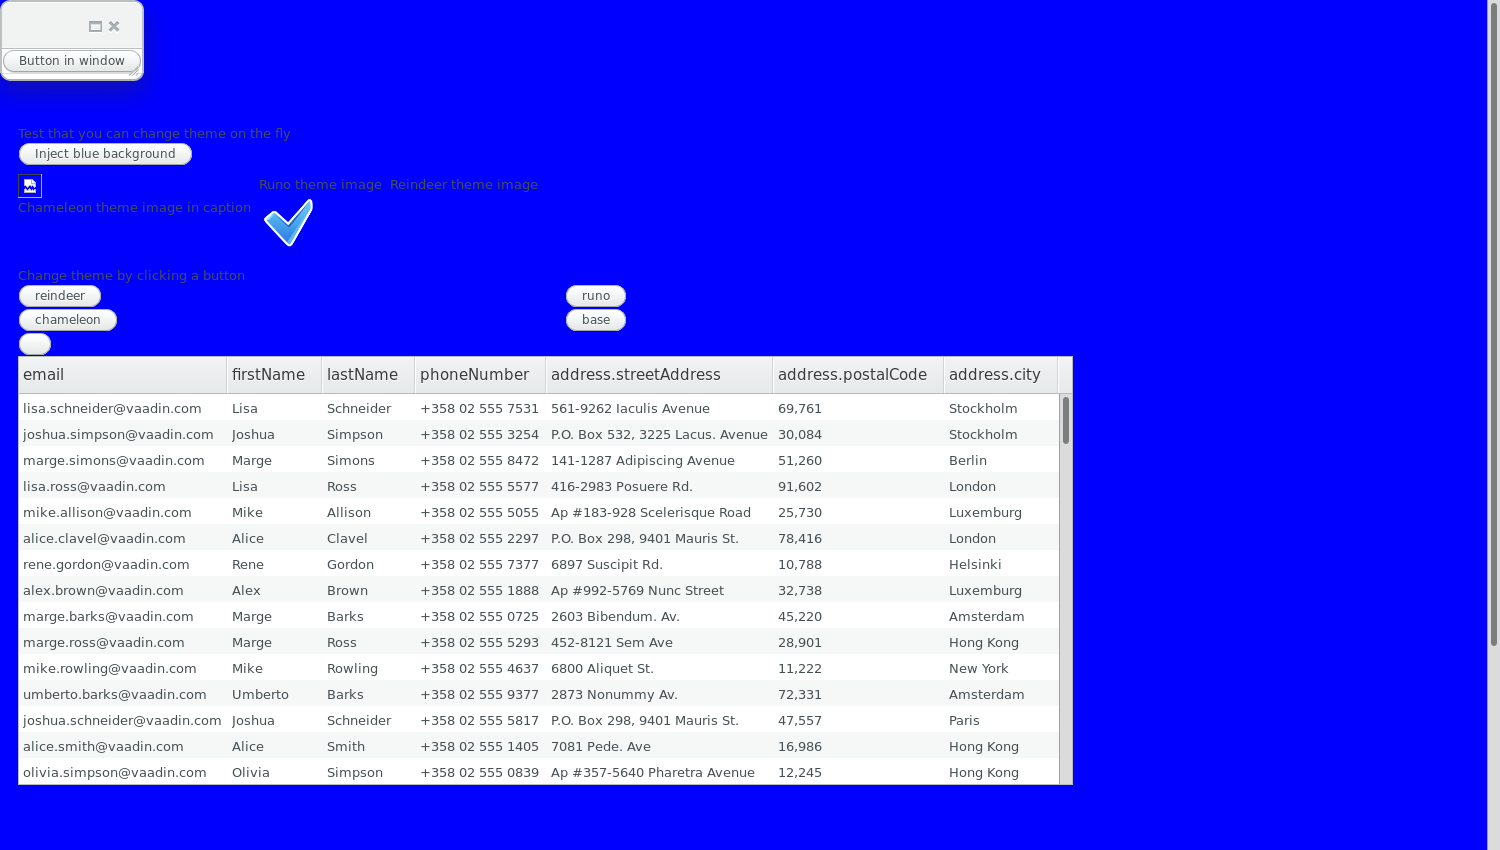 Button in window
Test that you can change theme on the fly
Inject blue background
Runo theme image Reindeer theme image
Chameleon theme image in caption
Change theme by clicking a button
reindeer runo
chameleon base
email firstName lastName phoneNumber address.streetAddress address.postalCode address.city
lisa.schneider@vaadin.com Lisa Schneider +358 02 555 7531 561-9262 Iaculis Avenue 69,761 Stockholm
joshua.simpson@vaadin.com Joshua Simpson +358 02 555 3254 P.O. Box 532, 3225 Lacus. Avenue 30,084 Stockholm
marge.simons@vaadin.com Marge Simons +358 02 555 8472 141-1287 Adipiscing Avenue 51,260 Berlin
lisa.ross@vaadin.com Lisa Ross +358 02 555 5577 416-2983 Posuere Rd. 91,602 London
mike.allison@vaadin.com Mike Allison +358 02 555 5055 Ap #183-928 Scelerisque Road 25,730 Luxemburg
alice.clavel@vaadin.com Alice Clavel +358 02 555 2297 P.O. Box 298, 9401 Mauris St. 78,416 London
rene.gordon@vaadin.com Rene Gordon +358 02 555 7377 6897 Suscipit Rd. 10,788 Helsinki
alex.brown@vaadin.com Alex Brown +358 02 555 1888 Ap #992-5769 Nunc Street 32,738 Luxemburg
marge.barks@vaadin.com Marge Barks +358 02 555 0725 2603 Bibendum. Av. 45,220 Amsterdam
marge.ross@vaadin.com Marge Ross +358 02 555 5293 452-8121 Sem Ave 28,901 Hong Kong
mike.rowling@vaadin.com Mike Rowling +358 02 555 4637 6800 Aliquet St. 11,222 New York
umberto.barks@vaadin.com Umberto Barks +358 02 555 9377 2873 Nonummy Av. 72,331 Amsterdam
joshua.schneider@vaadin.com Joshua Schneider +358 02 555 5817 P.O. Box 298, 9401 Mauris St. 47,557 Paris
alice.smith@vaadin.com Alice Smith +358 02 555 1405 7081 Pede. Ave 16,986 Hong Kong
olivia.simpson@vaadin.com Olivia Simpson +358 02 555 0839 Ap #357-5640 Pharetra Avenue 12,245 Hong Kong